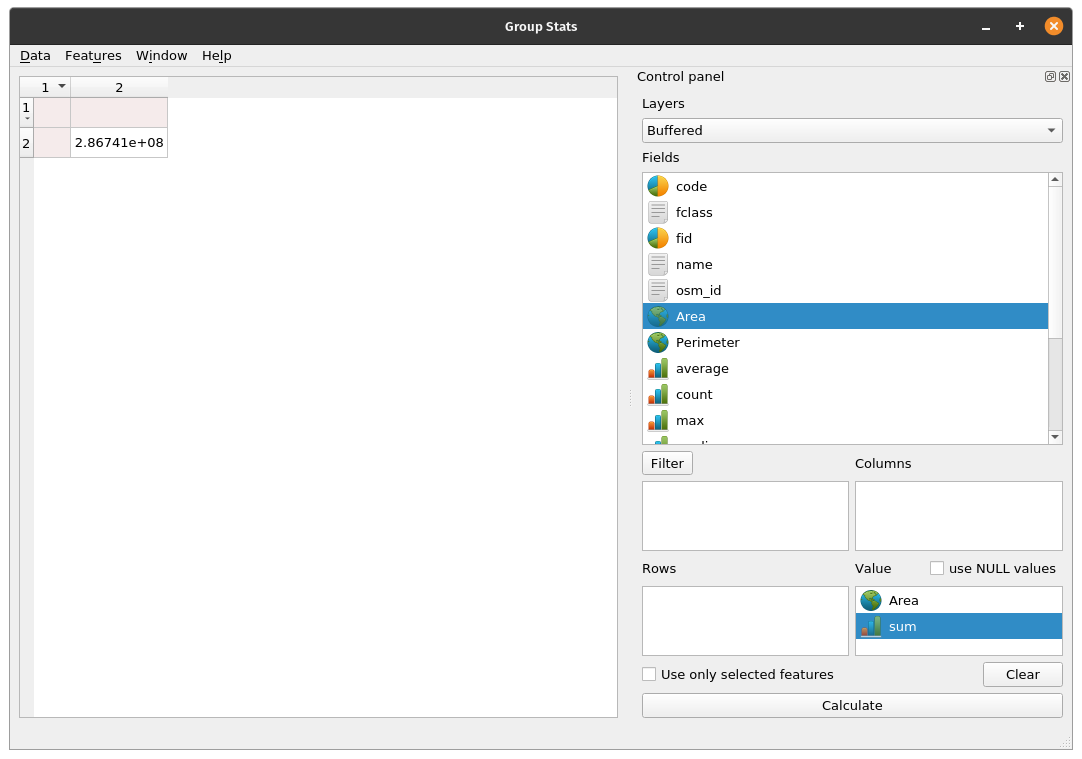 Group Stats
Data Features Window Help
1 2
1
2 2.86741e+08
Control panel
Layers
Buffered
Fields
code
fclass
fid
name
osm_id
Area
Perimeter
average
count
max
Filter Columns
Rows Value use NULL values
Area
sum
Use only selected features Clear
Calculate